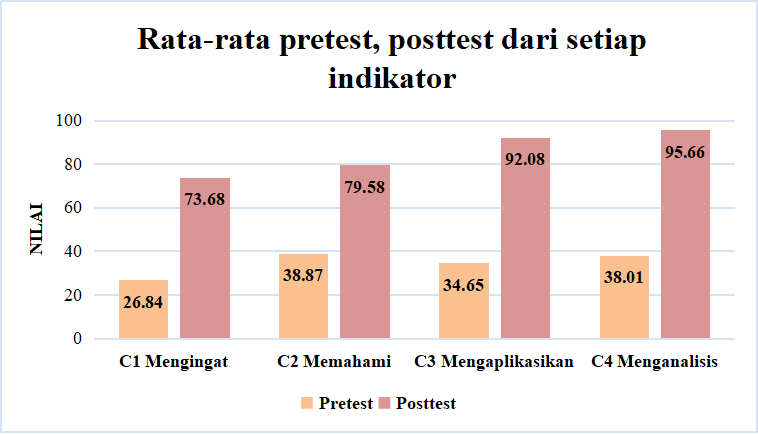 Rata-rata pretest, posttest dari setiap
indikator
NILAI
100
80
60
40
20
0
26.84
73.68
38.87
79.58
34.65
92.08
38.01
95.66
C1 Mengingat
C2 Memahami
C3 Mengaplikasikan
C4 Menganalisis
Pretest
Posttest